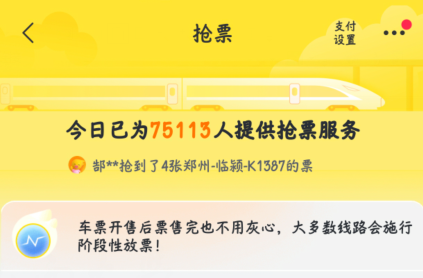 抢票
支付
设置
今日已为75113人提供抢票服务
郜**抢到了4张郑州-临颍-K1387的票
车票开售后票售完也不用灰心，大多数线路会施行
阶段性放票！